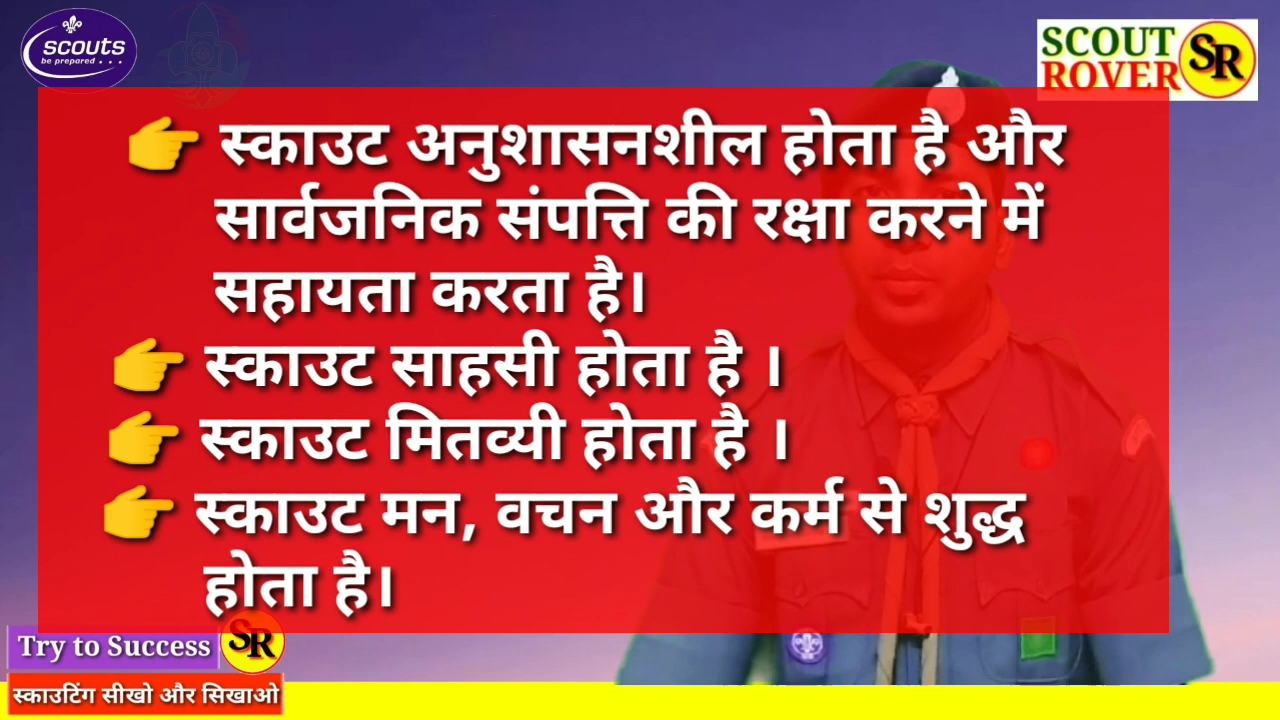 scouts
be prepared . . .
SCOUT
ROVER
SR
👉 स्काउट अनुशासनशील होता है और
सार्वजनिक संपत्ति की रक्षा करने में
सहायता करता है।
👉 स्काउट साहसी होता है ।
👉 स्काउट मितव्यी होता है ।
👉 स्काउट मन, वचन और कर्म से शुद्ध
होता है।
Try to Success
SR
स्काउटिंग सीखो और सिखाओ